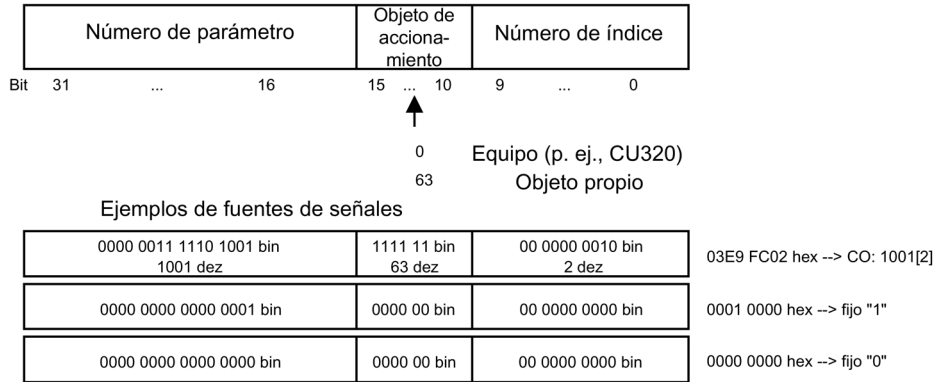 Número de parámetro
Objeto de
acciona-
miento
Número de índice
Bit 31 ... 16 15 ... 10 9 ... 0
0 Equipo (p. ej., CU320)
63 Objeto propio
Ejemplos de fuentes de señales
0000 0011 1110 1001 bin 1111 11 bin 00 0000 0010 bin
1001 dez 63 dez 2 dez
03E9 FC02 hex --> CO: 1001[2]
0000 0000 0000 0001 bin 0000 00 bin 00 0000 0000 bin 0001 0000 hex --> fijo "1"
0000 0000 0000 0000 bin 0000 00 bin 00 0000 0000 bin 0000 0000 hex --> fijo "0"